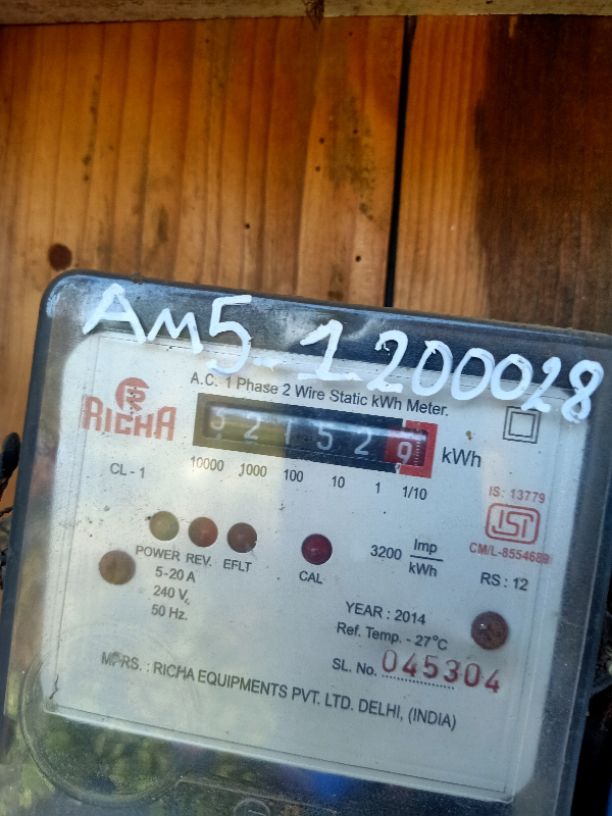 Am5-1200028
A.C. 1 Phase 2 Wire Static kWh Meter.
RICHA
321529 kWh
CL - 1
10000 1000 100 10 1 1/10
IS: 13779
ISI
CM/L-8554689
POWER REV. EFLT
CAL
3200 Imp/kWh
RS : 12
5-20 A
240 V.
50 Hz.
YEAR : 2014
Ref. Temp. - 27°C
SL. No. 045304
MFRS. : RICHA EQUIPMENTS PVT. LTD. DELHI, (INDIA)